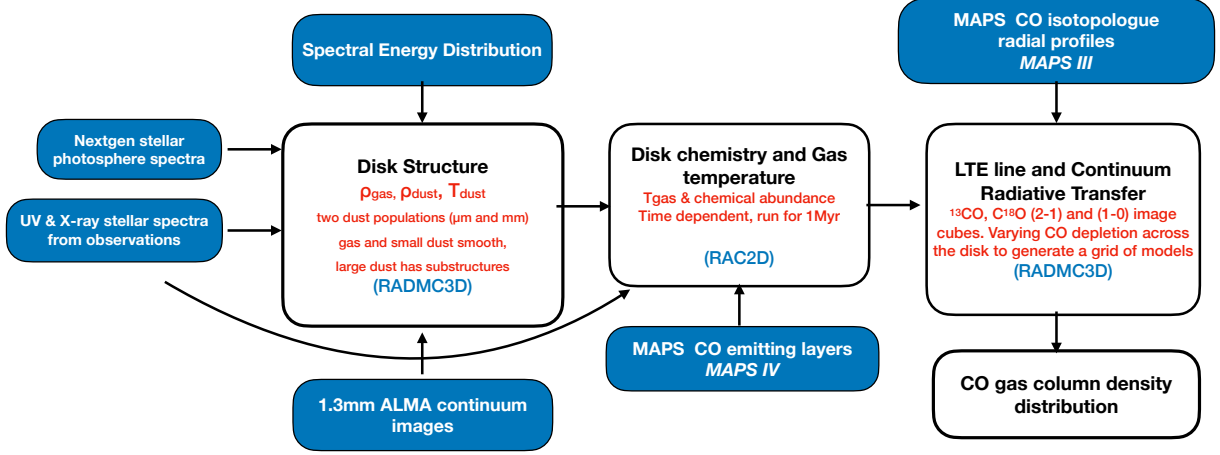 Spectral Energy Distribution
MAPS CO isotopologue
radial profiles
MAPS III
Nextgen stellar
photosphere spectra
UV & X-ray stellar spectra
from observations
Disk Structure
ρgas, ρdust, Tdust
two dust populations (μm and mm)
gas and small dust smooth,
large dust has substructures
(RADMC3D)
Disk chemistry and Gas
temperature
Tgas & chemical abundance
Time dependent, run for 1Myr
(RAC2D)
LTE line and Continuum
Radiative Transfer
¹³CO, C¹⁸O (2-1) and (1-0) image
cubes. Varying CO depletion across
the disk to generate a grid of models
(RADMC3D)
1.3mm ALMA continuum
images
MAPS CO emitting layers
MAPS IV
CO gas column density
distribution